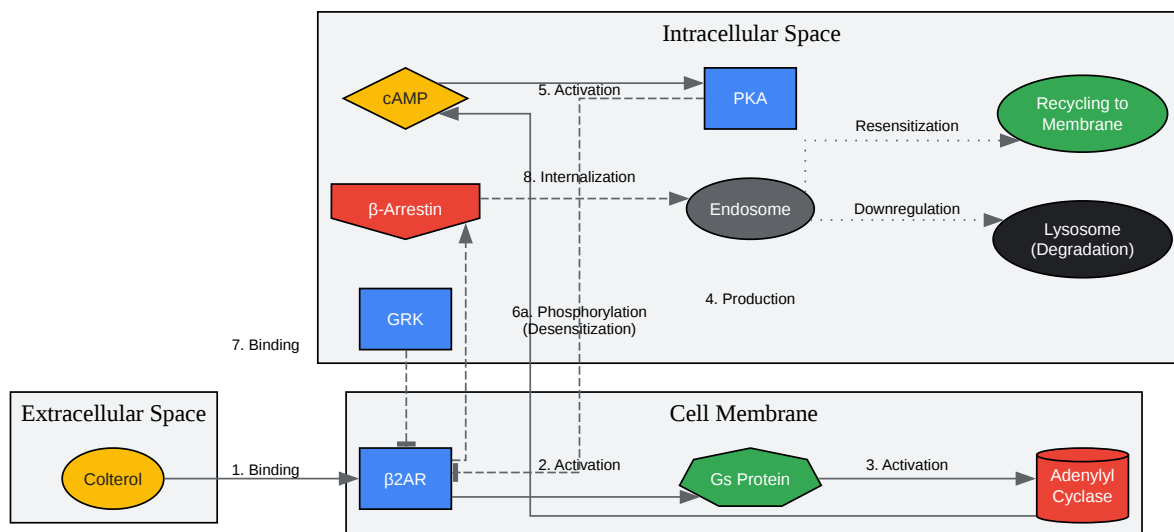 Intracellular Space
cAMP
5. Activation
PKA
Recycling to
Membrane
Resensitization
8. Internalization
β-Arrestin
Endosome
Downregulation
Lysosome
(Degradation)
GRK
6a. Phosphorylation
(Desensitization)
4. Production
7. Binding
Extracellular Space
Cell Membrane
Colterol
1. Binding
β2AR
2. Activation
Gs Protein
3. Activation
Adenylyl
Cyclase